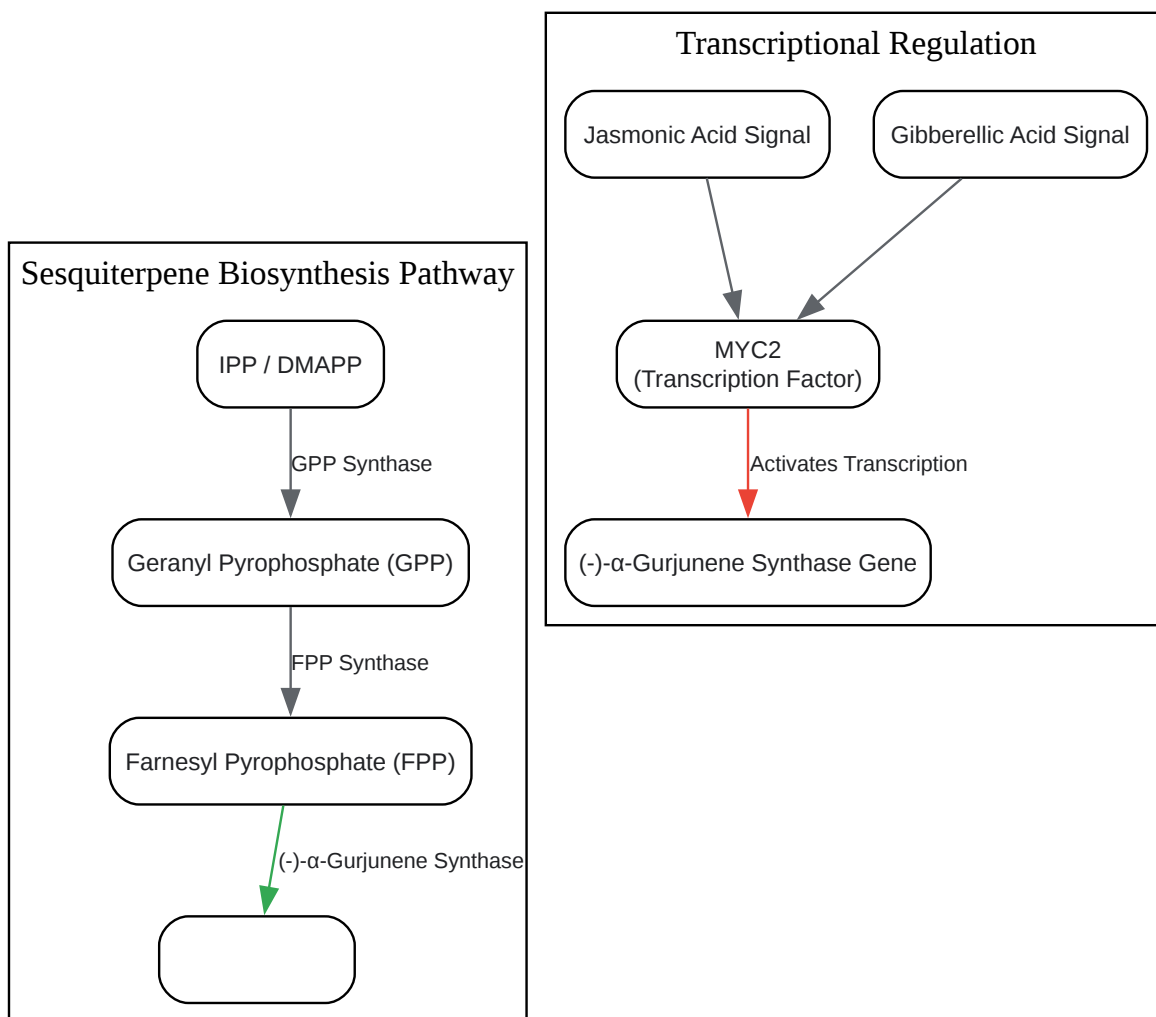 Transcriptional Regulation
Jasmonic Acid Signal
Gibberellic Acid Signal
MYC2
(Transcription Factor)
Activates Transcription
(-)-α-Gurjunene Synthase Gene
Sesquiterpene Biosynthesis Pathway
IPP / DMAPP
GPP Synthase
Geranyl Pyrophosphate (GPP)
FPP Synthase
Farnesyl Pyrophosphate (FPP)
(-)-α-Gurjunene Synthase